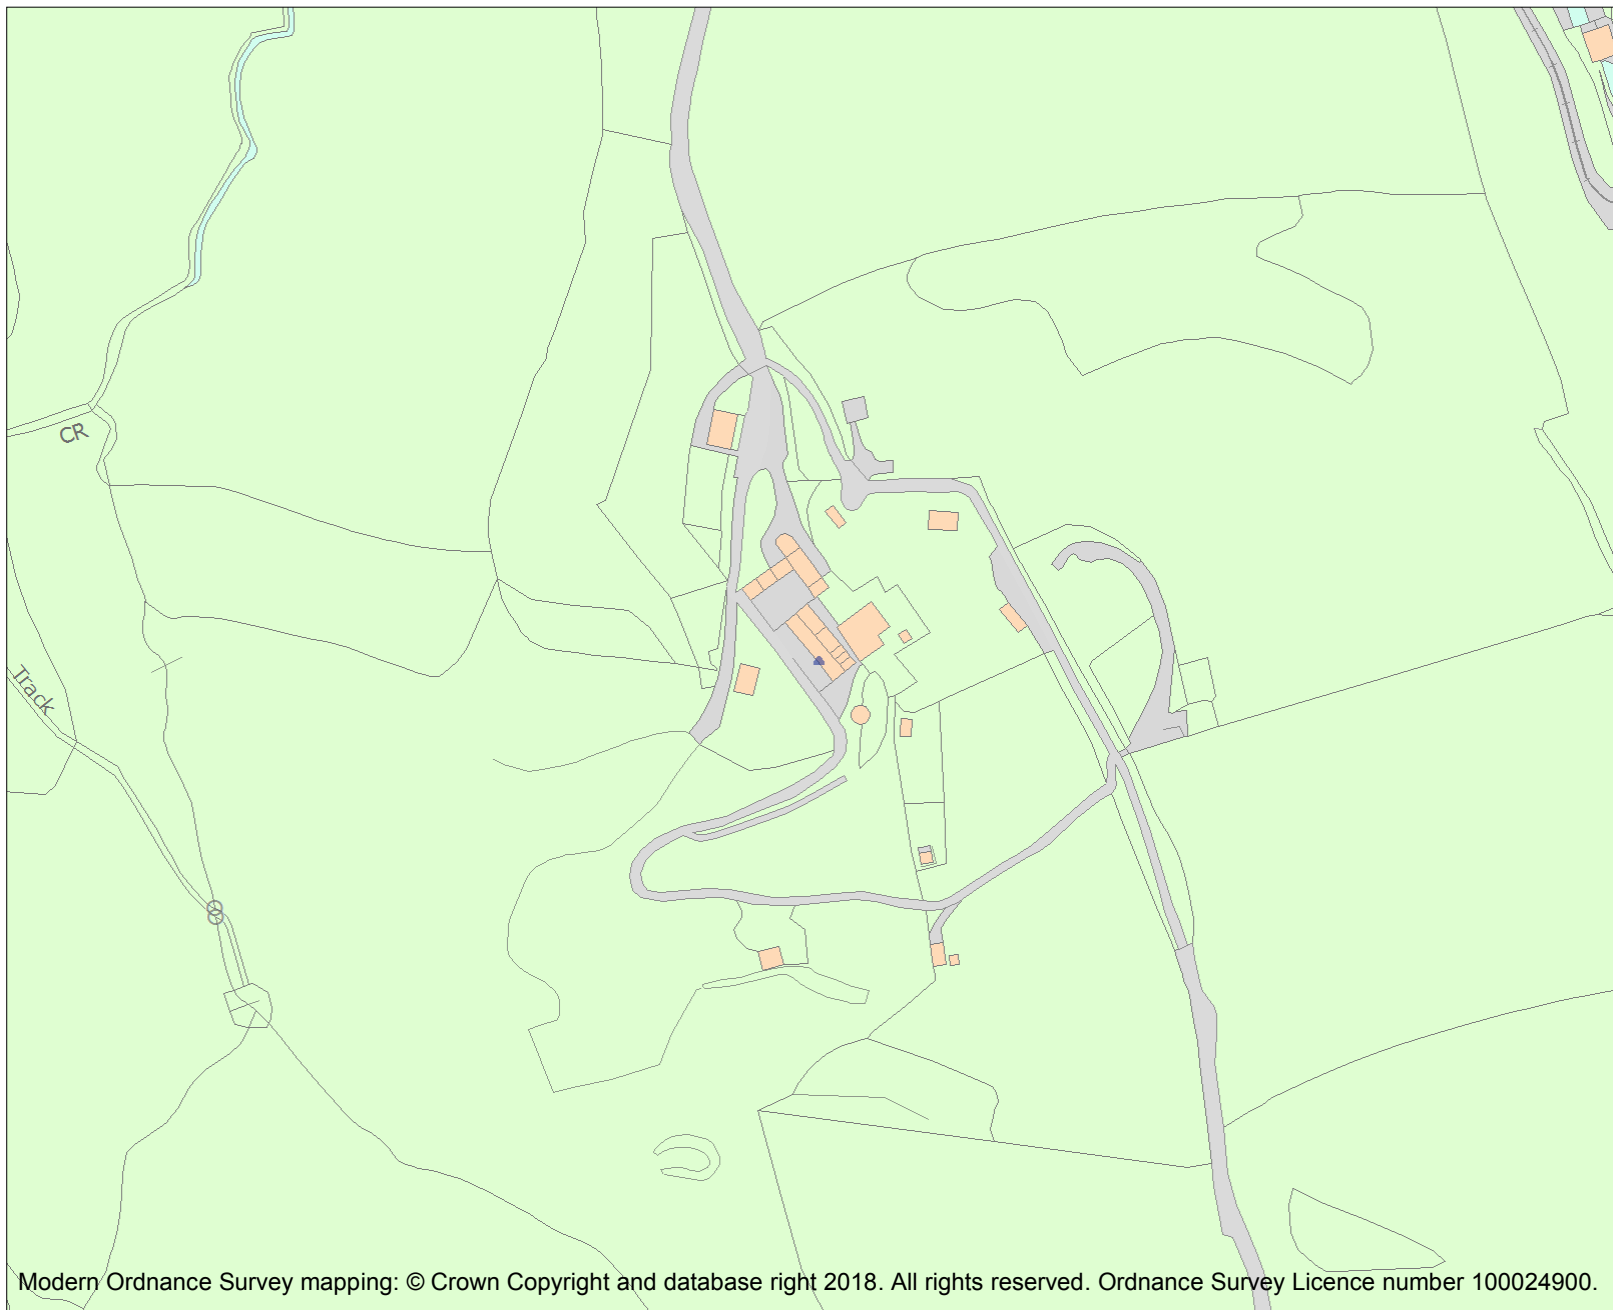 CR
Track
Modern Ordnance Survey mapping: © Crown Copyright and database right 2018. All rights reserved. Ordnance Survey Licence number 100024900.